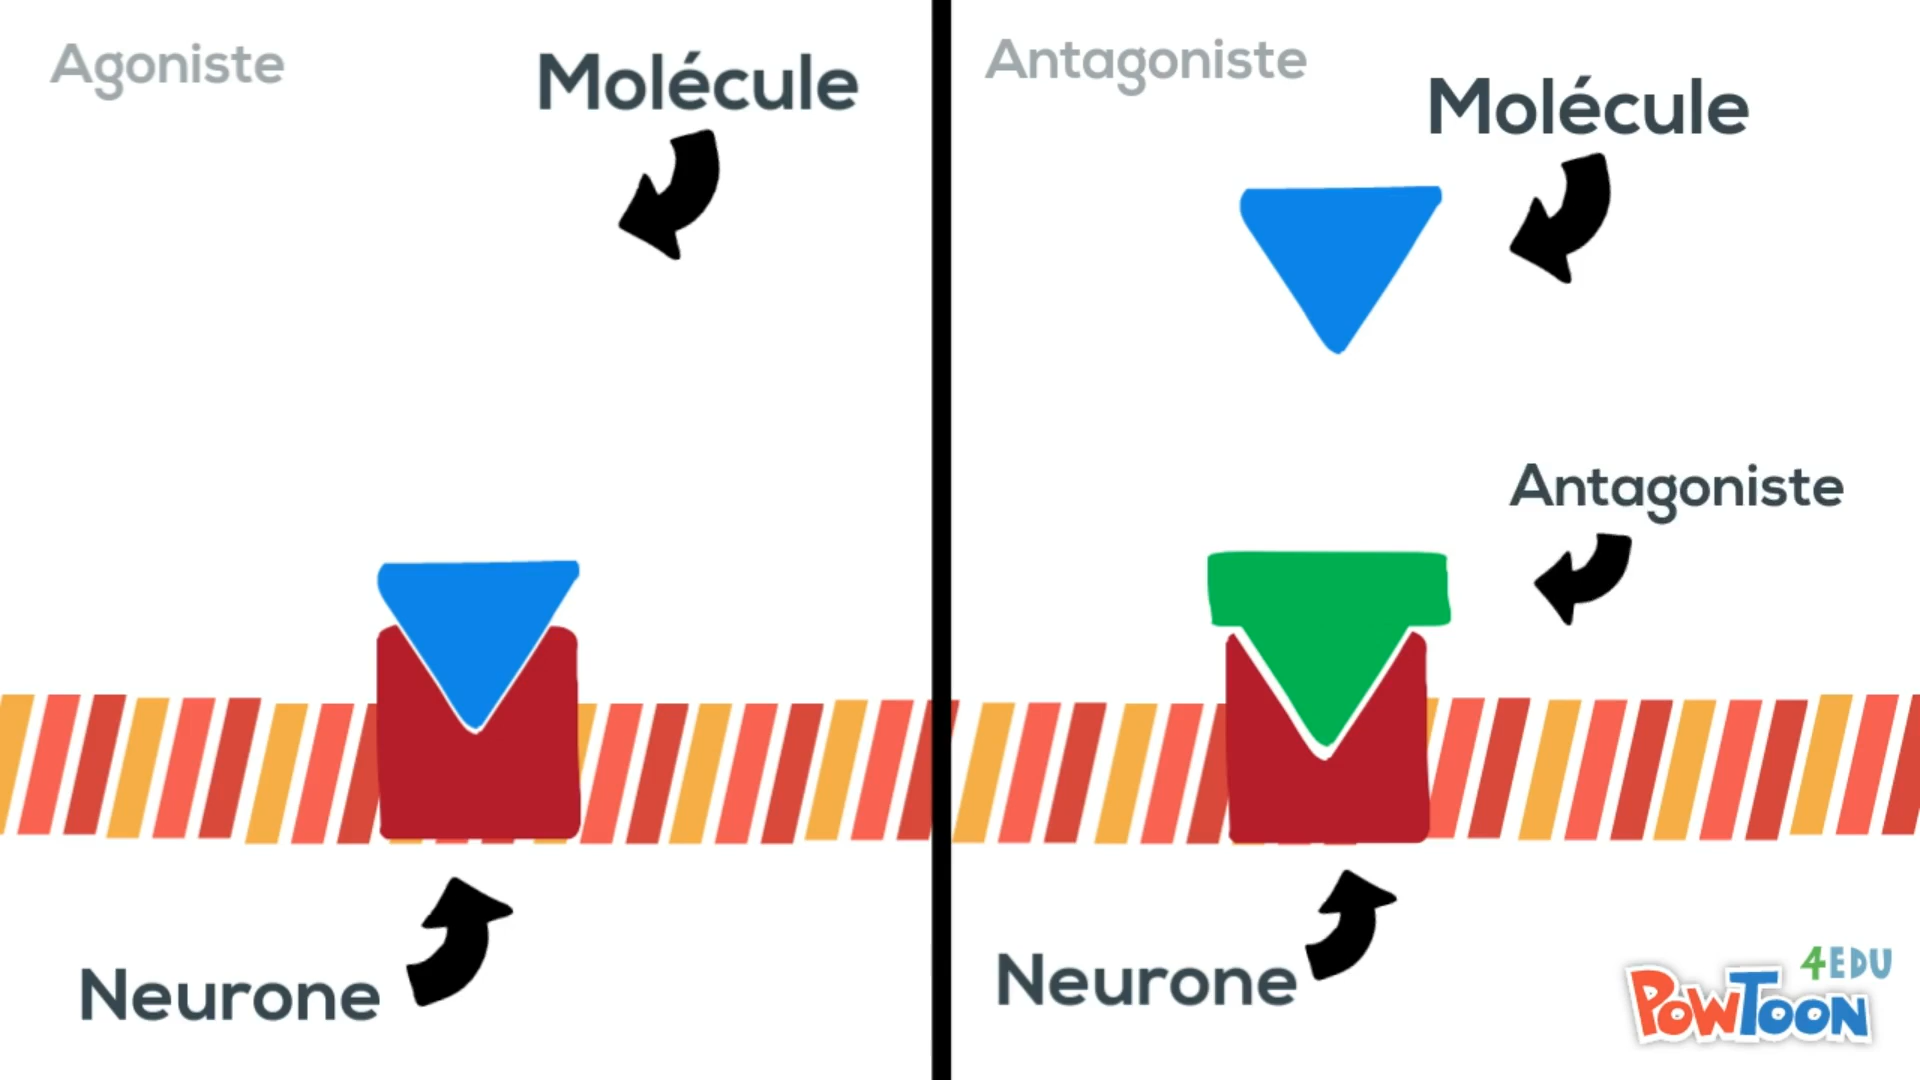 Agoniste
Molécule
Neurone
Antagoniste
Molécule
Antagoniste
Neurone
4EDU
POWTOON